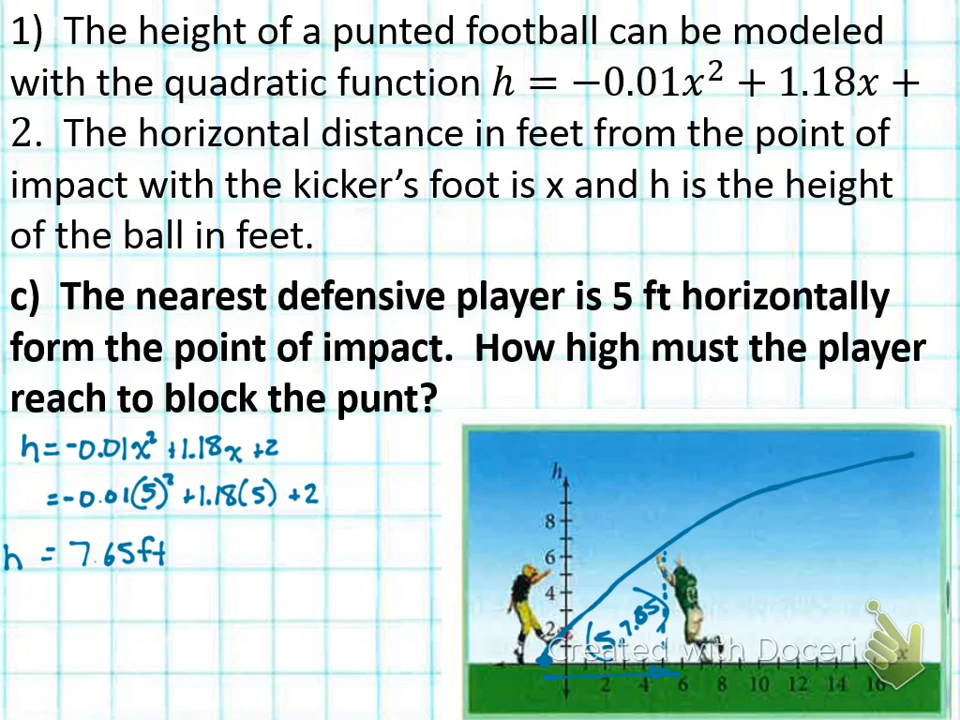 1) The height of a punted football can be modeled
with the quadratic function h = −0.01x² + 1.18x +
2. The horizontal distance in feet from the point of
impact with the kicker’s foot is x and h is the height
of the ball in feet.
c) The nearest defensive player is 5 ft horizontally
form the point of impact. How high must the player
reach to block the punt?
h=-0.01x²+1.18x+2
=-0.01(5)²+1.18(5)+2
h = 7.65ft
h
8
6
4
2
(5,7.65)
Created with Doceri
x
2 4 6 8 10 12 14 16